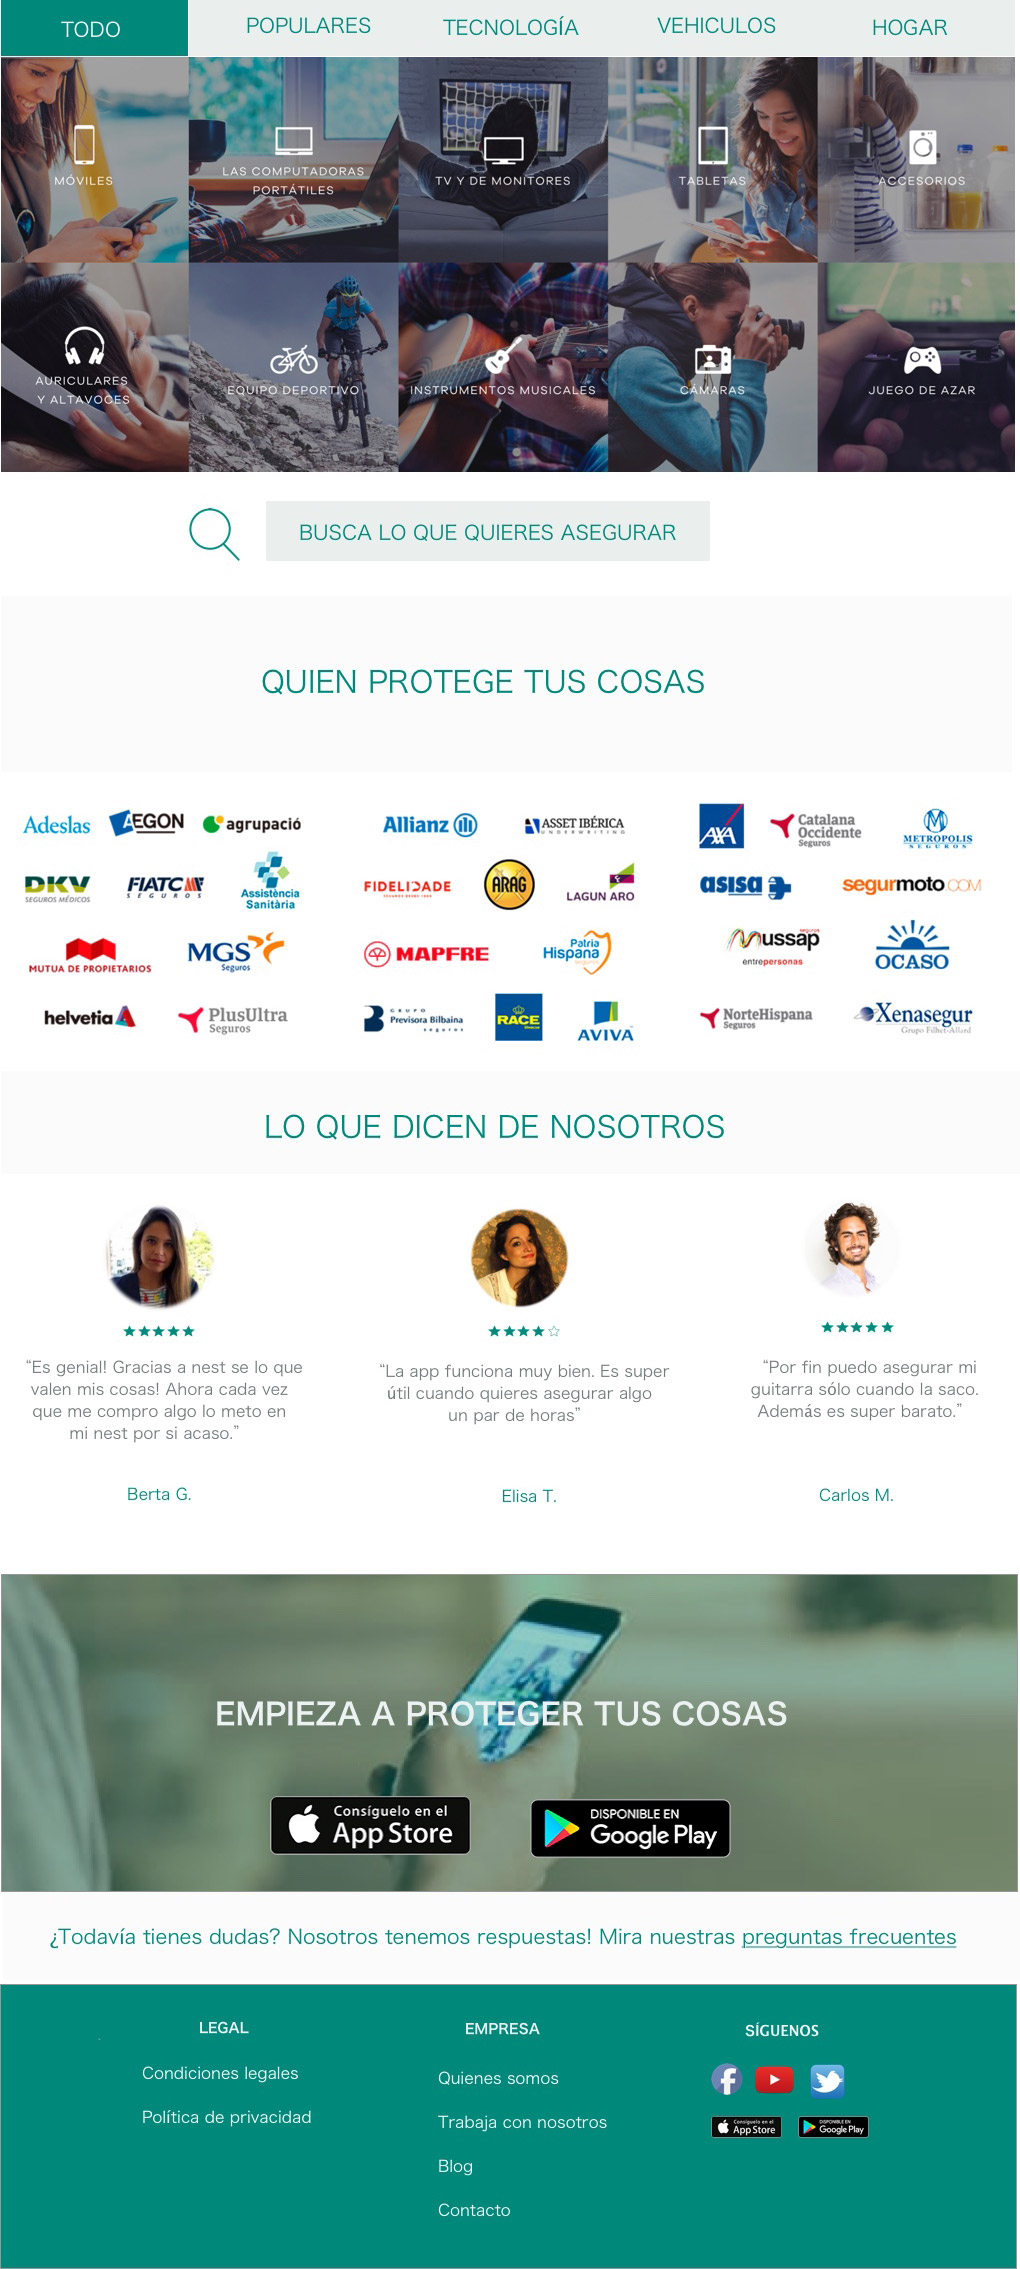 TODO
POPULARES
TECNOLOGÍA
VEHICULOS
HOGAR
MÓVILES
LAS COMPUTADORAS
PORTÁTILES
TV Y DE MONITORES
TABLETAS
ACCESORIOS
AURICULARES
Y ALTAVOCES
EQUIPO DEPORTIVO
INSTRUMENTOS MUSICALES
CÁMARAS
JUEGO DE AZAR
BUSCA LO QUE QUIERES ASEGURAR
QUIEN PROTEGE TUS COSAS
Adeslas
AEGON
agrupació
Allianz
ASSET IBÉRICA
UNDERWRITING
AXA
Catalana
Occidente
Seguros
METROPOLIS
SEGUROS
DKV
SEGUROS MÉDICOS
FIATC
SEGUROS
Assistència
Sanitària
FIDELIDADE
SEGUROS DESDE 1808
ARAG
LAGUN ARO
asisa
segurmoto.com
MUTUA DE PROPIETARIOS
MGS
Seguros
MAPFRE
Patria
Hispana
seguros
seguros
Mussap
entrepersonas
OCASO
helvetia
PlusUltra
Seguros
GRUPO
Previsora Bilbaina
seguros
RACE
AVIVA
NorteHispana
Seguros
Xenasegur
Grupo Filhet-Allard
LO QUE DICEN DE NOSOTROS
“Es genial! Gracias a nest se lo que
valen mis cosas! Ahora cada vez
que me compro algo lo meto en
mi nest por si acaso.”
Berta G.
“La app funciona muy bien. Es super
útil cuando quieres asegurar algo
un par de horas”
Elisa T.
“Por fin puedo asegurar mi
guitarra sólo cuando la saco.
Además es super barato.”
Carlos M.
EMPIEZA A PROTEGER TUS COSAS
Consíguelo en el
App Store
DISPONIBLE EN
Google Play
¿Todavía tienes dudas? Nosotros tenemos respuestas! Mira nuestras preguntas frecuentes
LEGAL
Condiciones legales
Política de privacidad
EMPRESA
Quienes somos
Trabaja con nosotros
Blog
Contacto
SÍGUENOS
Consíguelo en el
App Store
DISPONIBLE EN
Google Play